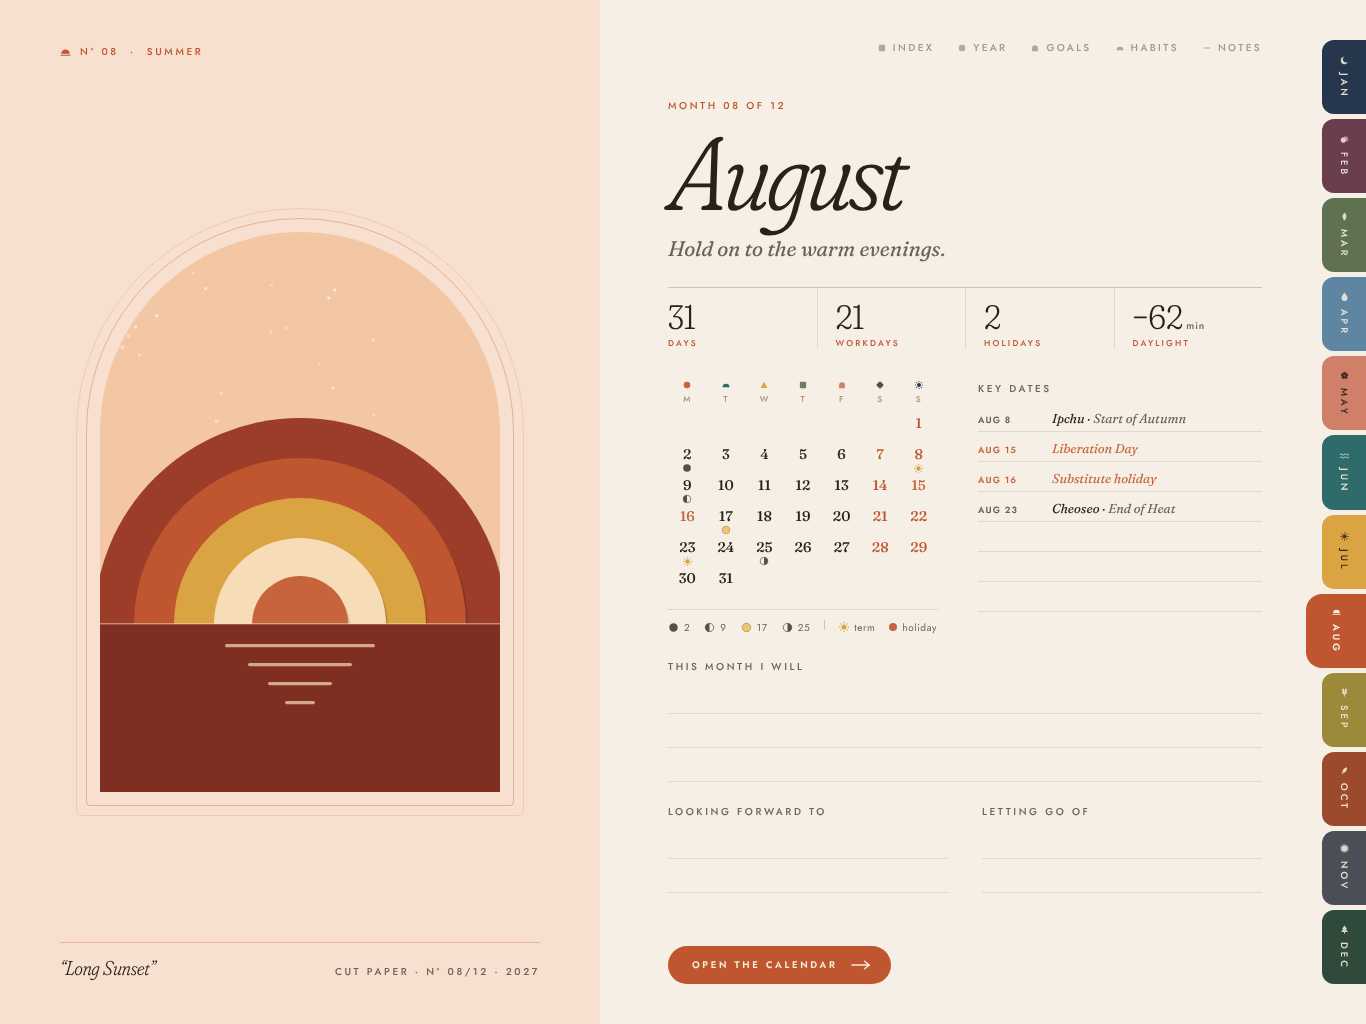 N° 08 · SUMMER
INDEX YEAR GOALS HABITS NOTES
MONTH 08 OF 12
August
Hold on to the warm evenings.
31 21 2 −62 min
DAYS WORKDAYS HOLIDAYS DAYLIGHT
M T W T F S S
1
2 3 4 5 6 7 8
9 10 11 12 13 14 15
16 17 18 19 20 21 22
23 24 25 26 27 28 29
30 31
2 9 17 25 term holiday
KEY DATES
AUG 8 Ipchu · Start of Autumn
AUG 15 Liberation Day
AUG 16 Substitute holiday
AUG 23 Cheoseo · End of Heat
THIS MONTH I WILL
LOOKING FORWARD TO LETTING GO OF
OPEN THE CALENDAR
“Long Sunset” CUT PAPER · N° 08/12 · 2027
JAN
FEB
MAR
APR
MAY
JUN
JUL
AUG
SEP
OCT
NOV
DEC